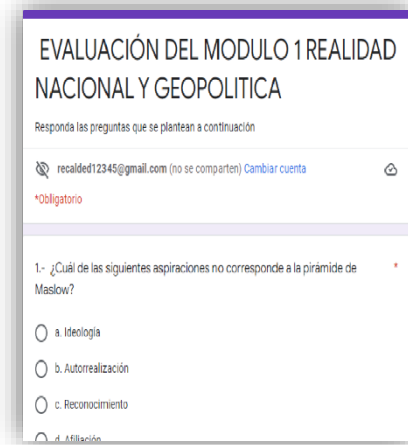 EVALUACIÓN DEL MODULO 1 REALIDAD
NACIONAL Y GEOPOLITICA
Responda las preguntas que se plantean a continuación
recalded12345@gmail.com (no se comparten) Cambiar cuenta
*Obligatorio
1.- ¿Cuál de las siguientes aspiraciones no corresponde a la pirámide de *
Maslow?
a. Ideología
b. Autorrealización
c. Reconocimiento
d. Afiliación